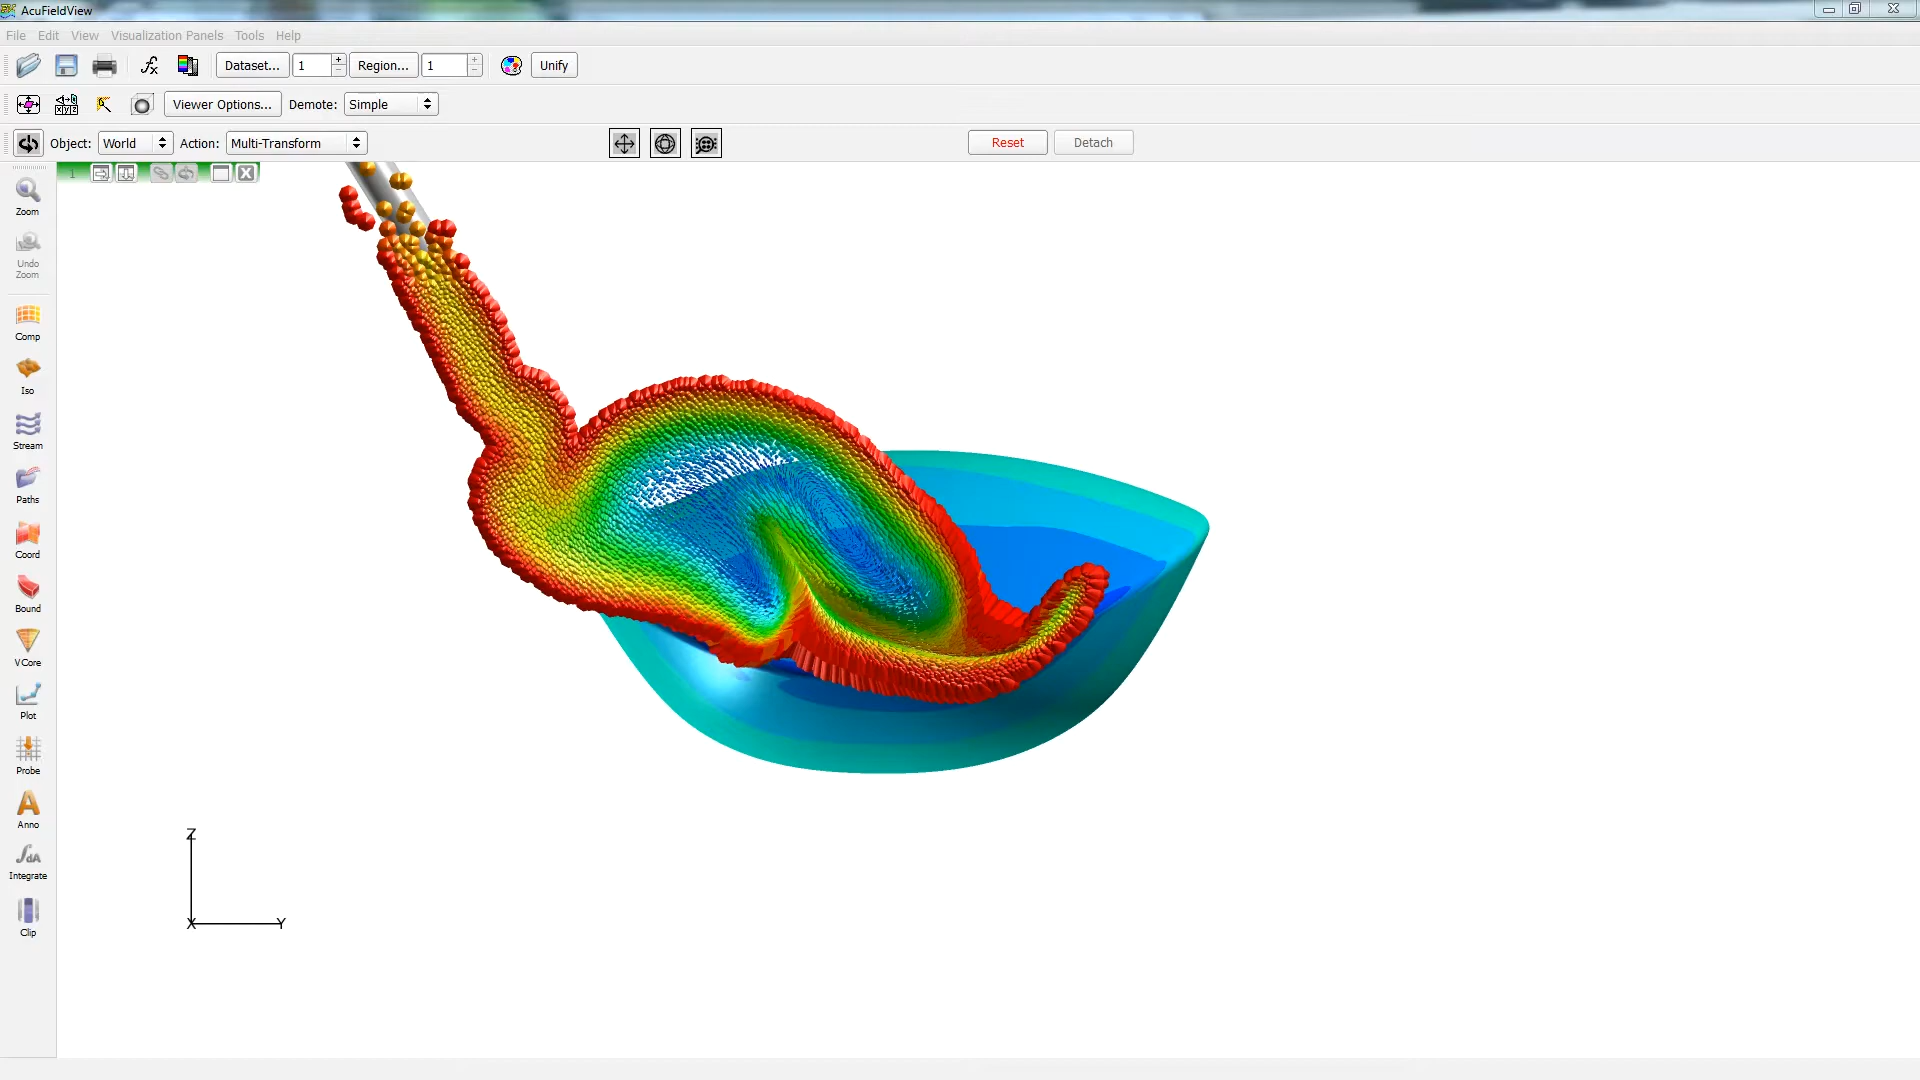 AcuFieldView
File Edit View Visualization Panels Tools Help
Dataset... 1 Region... 1 Unify
Viewer Options... Demote: Simple
Object: World Action: Multi-Transform Reset Detach
1
Zoom
Undo
Zoom
Comp
Iso
Stream
Paths
Coord
Bound
VCore
Plot
Probe
Anno
Integrate
Clip
Z
X Y